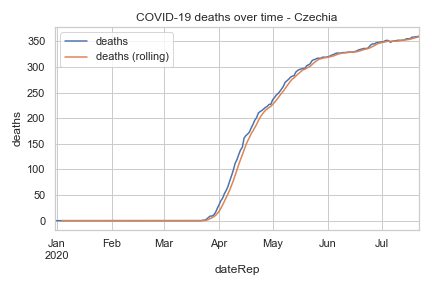 COVID-19 deaths over time - Czechia
deaths
deaths (rolling)
350
300
250
200
150
100
50
0
deaths
Jan Feb Mar Apr May Jun Jul
2020
dateRep